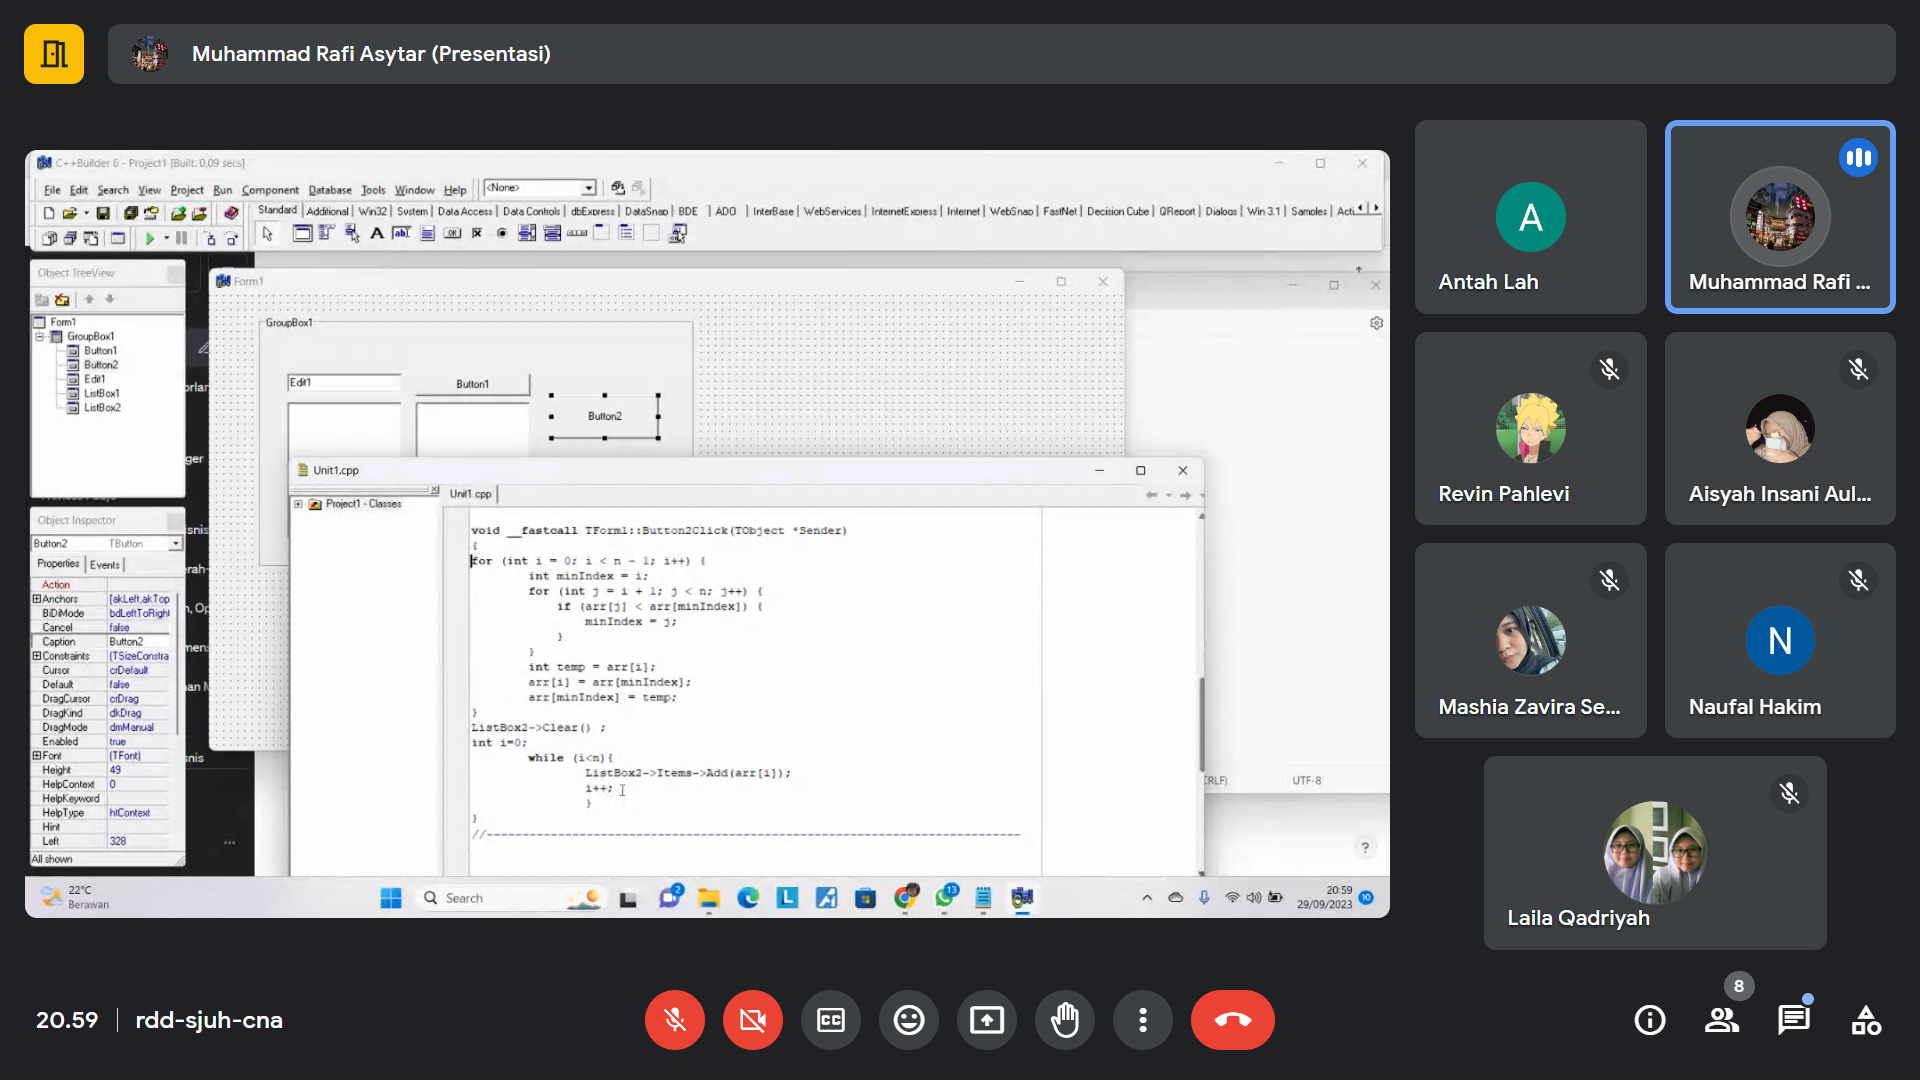 Muhammad Rafi Asytar (Presentasi)
C++Builder 6 - Project1 [Built: 0,09 secs]
File Edit Search View Project Run Component Database Tools Window Help <None>
Standard Additional Win32 System Data Access Data Controls dbExpress DataSnap BDE ADO InterBase WebServices InternetExpress Internet WebSnap FastNet Decision Cube QReport Dialogs Win 3.1 Samples Acti
Object TreeView
Form1
GroupBox1
Button1
Button2
Edit1
ListBox1
ListBox2
Form1
GroupBox1
Edit1
Button1
Button2
Object Inspector
Button2 TButton
Properties Events
Action
Anchors [akLeft,akTop
BiDiMode bdLeftToRight
Cancel false
Caption Button2
Constraints (TSizeConstra
Cursor crDefault
Default false
DragCursor crDrag
DragKind dkDrag
DragMode dmManual
Enabled true
Font (TFont)
Height 49
HelpContext 0
HelpKeyword
HelpType htContext
Hint
Left 328
All shown
Unit1.cpp
Project1 - Classes
Unit1.cpp
void __fastcall TForm1::Button2Click(TObject *Sender)
{
for (int i = 0; i < n - 1; i++) {
int minIndex = i;
for (int j = i + 1; j < n; j++) {
if (arr[j] < arr[minIndex]) {
minIndex = j;
}
}
int temp = arr[i];
arr[i] = arr[minIndex];
arr[minIndex] = temp;
}
ListBox2->Clear() ;
int i=0;
while (i<n){
ListBox2->Items->Add(arr[i]);
i++;
}
}
//---------------------------------------------------------------------------
CRLF) UTF-8
?
22°C
Berawan
Search
2
13
20:59
29/09/2023
10
A
Antah Lah
Muhammad Rafi ...
Revin Pahlevi
Aisyah Insani Aul...
Mashia Zavira Se...
N
Naufal Hakim
Laila Qadriyah
20.59 | rdd-sjuh-cna
CC
8